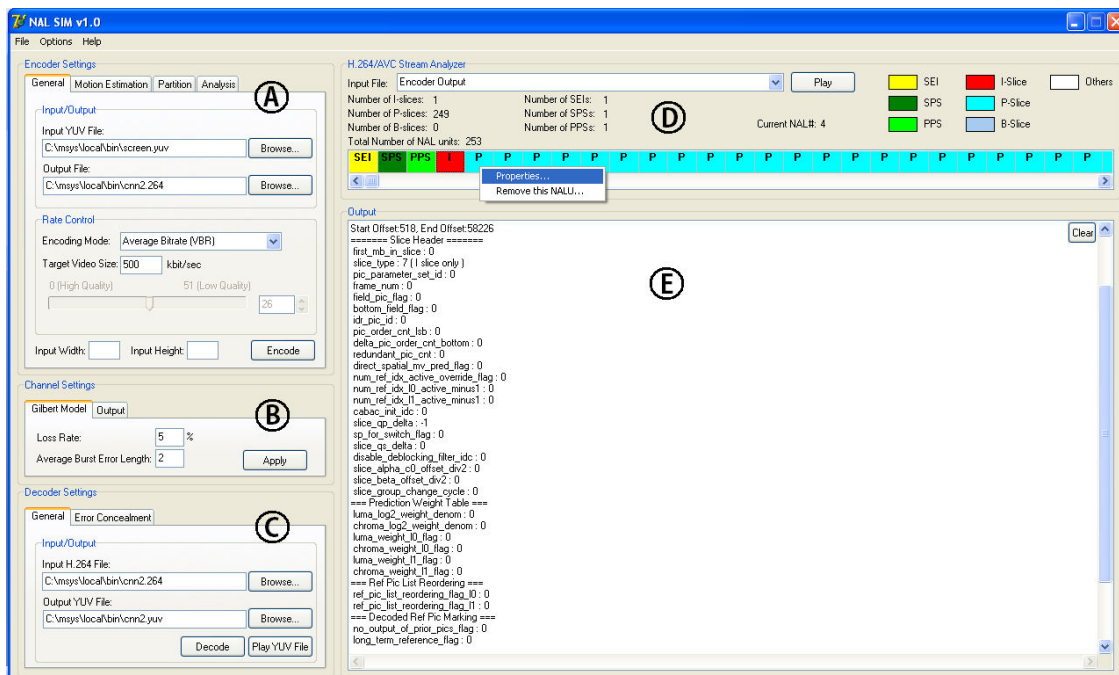 NAL SIM v1.0
File Options Help
Encoder Settings
General Motion Estimation Partition Analysis
A
Input/Output
Input YUV File:
C:\msys\local\bin\screen.yuv Browse...
Output File:
C:\msys\local\bin\cnn2.264 Browse...
Rate Control
Encoding Mode: Average Bitrate (VBR)
Target Video Size: 500 kbit/sec
0 (High Quality) 51 (Low Quality)
26
Input Width: Input Height: Encode
Channel Settings
Gilbert Model Output
B
Loss Rate: 5 %
Average Burst Error Length: 2 Apply
Decoder Settings
General Error Concealment
C
Input/Output
Input H.264 File:
C:\msys\local\bin\cnn2.264 Browse...
Output YUV File:
C:\msys\local\bin\cnn2.yuv Browse...
Decode Play YUV File
H.264/AVC Stream Analyzer
Input File: Encoder Output Play
Number of I-slices: 1 Number of SEIs: 1
Number of P-slices: 249 Number of SPSs: 1
Number of B-slices: 0 Number of PPSs: 1
Total Number of NAL units: 253
D
Current NAL#: 4
SEI I-Slice Others
SPS P-Slice
PPS B-Slice
SEI SPS PPS I P P P P P P P P P P P P P P P P P P P P P P
Properties...
Remove this NALU...
Output
Clear
E
Start Offset:518, End Offset:58226
======= Slice Header =======
first_mb_in_slice : 0
slice_type : 7 ( I slice only )
pic_parameter_set_id : 0
frame_num : 0
field_pic_flag : 0
bottom_field_flag : 0
idr_pic_id : 0
pic_order_cnt_lsb : 0
delta_pic_order_cnt_bottom : 0
redundant_pic_cnt : 0
direct_spatial_mv_pred_flag : 0
num_ref_idx_active_override_flag : 0
num_ref_idx_l0_active_minus1 : 0
num_ref_idx_l1_active_minus1 : 0
cabac_init_idc : 0
slice_qp_delta : -1
sp_for_switch_flag : 0
slice_qs_delta : 0
disable_deblocking_filter_idc : 0
slice_alpha_c0_offset_div2 : 0
slice_beta_offset_div2 : 0
slice_group_change_cycle : 0
=== Prediction Weight Table ===
luma_log2_weight_denom : 0
chroma_log2_weight_denom : 0
luma_weight_l0_flag : 0
chroma_weight_l0_flag : 0
luma_weight_l1_flag : 0
chroma_weight_l1_flag : 0
=== Ref Pic List Reordering ===
ref_pic_list_reordering_flag_l0 : 0
ref_pic_list_reordering_flag_l1 : 0
=== Decoded Ref Pic Marking ===
no_output_of_prior_pics_flag : 0
long_term_reference_flag : 0